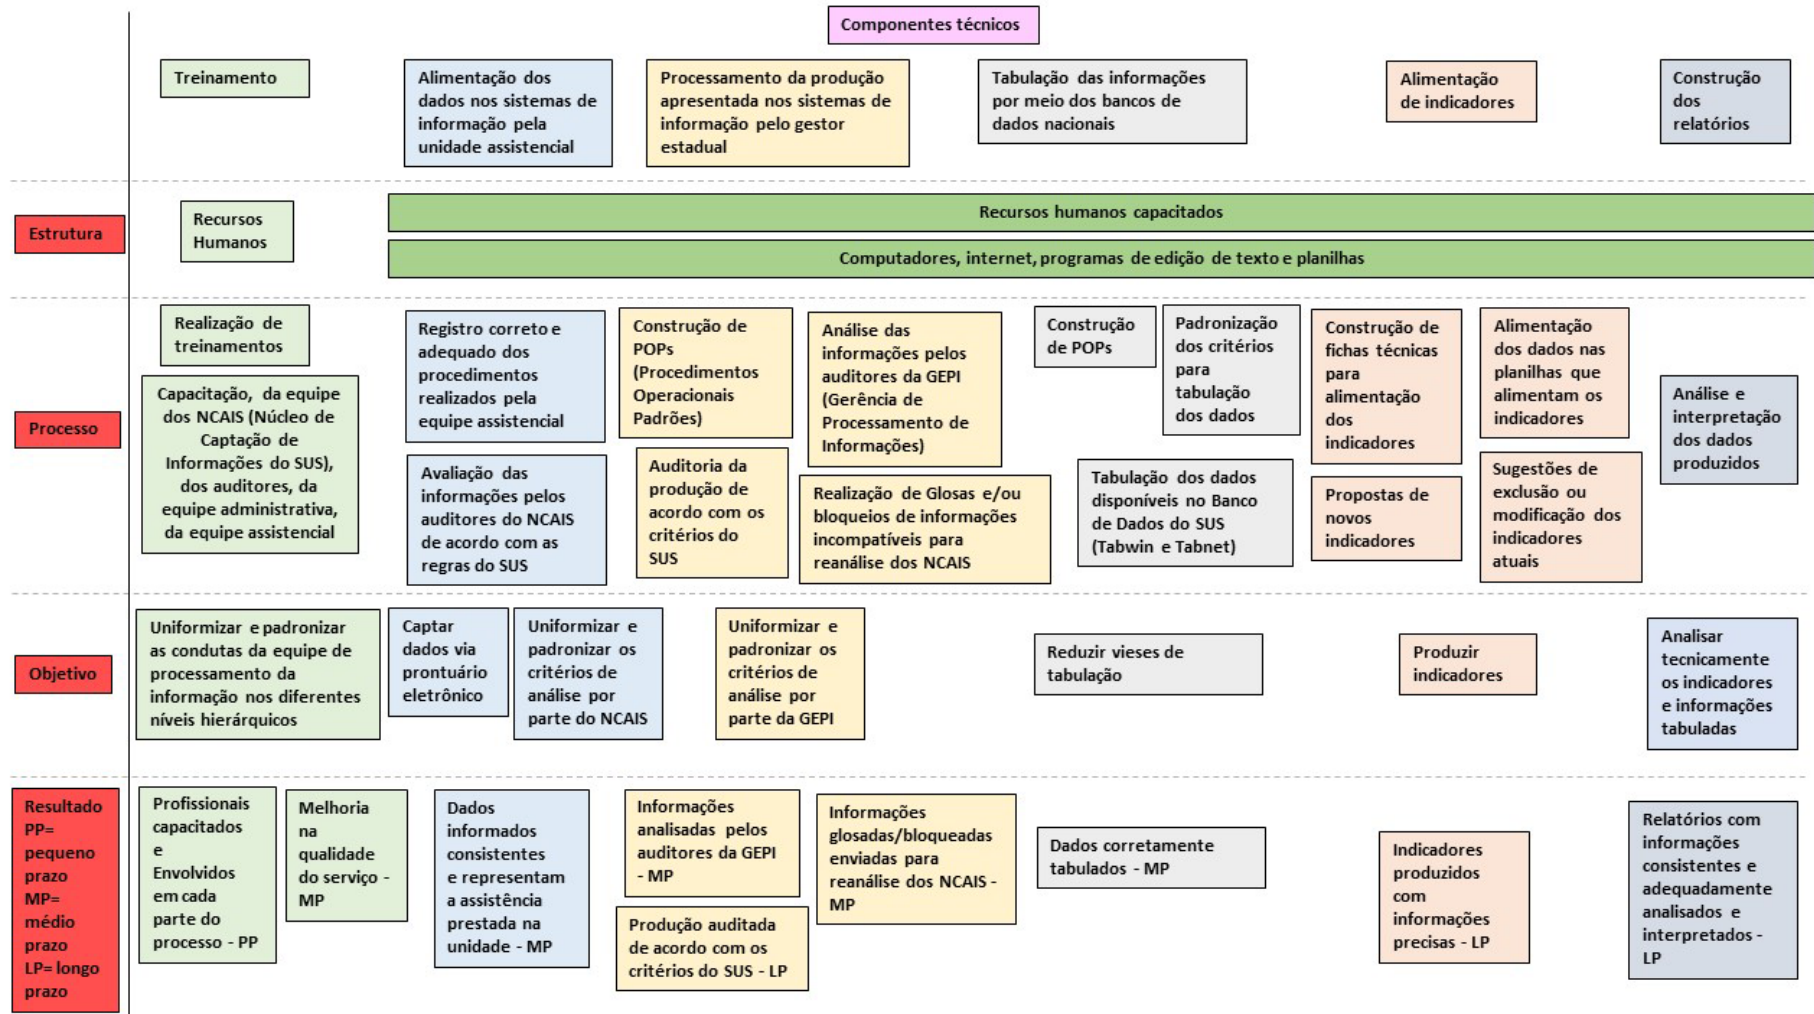 Componentes técnicos
Treinamento
Alimentação dos
dados nos sistemas de
informação pela
unidade assistencial
Processamento da produção
apresentada nos sistemas de
informação pelo gestor
estadual
Tabulação das informações
por meio dos bancos de
dados nacionais
Alimentação
de indicadores
Construção
dos
relatórios
Estrutura
Recursos
Humanos
Recursos humanos capacitados
Computadores, internet, programas de edição de texto e planilhas
Processo
Realização de
treinamentos
Capacitação, da equipe
dos NCAIS (Núcleo de
Captação de
Informações do SUS),
dos auditores, da
equipe administrativa,
da equipe assistencial
Registro correto e
adequado dos
procedimentos
realizados pela
equipe assistencial
Avaliação das
informações pelos
auditores do NCAIS
de acordo com as
regras do SUS
Construção de
POPs
(Procedimentos
Operacionais
Padrões)
Auditoria da
produção de
acordo com os
critérios do
SUS
Análise das
informações pelos
auditores da GEPI
(Gerência de
Processamento de
Informações)
Realização de Glosas e/ou
bloqueios de informações
incompatíveis para
reanálise dos NCAIS
Construção
de POPs
Padronização
dos critérios
para
tabulação
dos dados
Tabulação dos dados
disponíveis no Banco
de Dados do SUS
(Tabwin e Tabnet)
Construção de
fichas técnicas
para
alimentação
dos
indicadores
Propostas de
novos
indicadores
Alimentação
dos dados nas
planilhas que
alimentam os
indicadores
Sugestões de
exclusão ou
modificação dos
indicadores
atuais
Análise e
interpretação
dos dados
produzidos
Objetivo
Uniformizar e padronizar
as condutas da equipe de
processamento da
informação nos diferentes
níveis hierárquicos
Captar
dados via
prontuário
eletrônico
Uniformizar e
padronizar os
critérios de
análise por
parte do NCAIS
Uniformizar e
padronizar os
critérios de
análise por
parte da GEPI
Reduzir vieses de
tabulação
Produzir
indicadores
Analisar
tecnicamente
os indicadores
e informações
tabuladas
Resultado
PP=
pequeno
prazo
MP=
médio
prazo
LP= longo
prazo
Profissionais
capacitados
e
Envolvidos
em cada
parte do
processo - PP
Melhoria
na
qualidade
do serviço -
MP
Dados
informados
consistentes
e representam
a assistência
prestada na
unidade - MP
Informações
analisadas pelos
auditores da GEPI
- MP
Produção auditada
de acordo com os
critérios do SUS - LP
Informações
glosadas/bloqueadas
enviadas para
reanálise dos NCAIS -
MP
Dados corretamente
tabulados - MP
Indicadores
produzidos
com
informações
precisas - LP
Relatórios com
informações
consistentes e
adequadamente
analisados e
interpretados -
LP